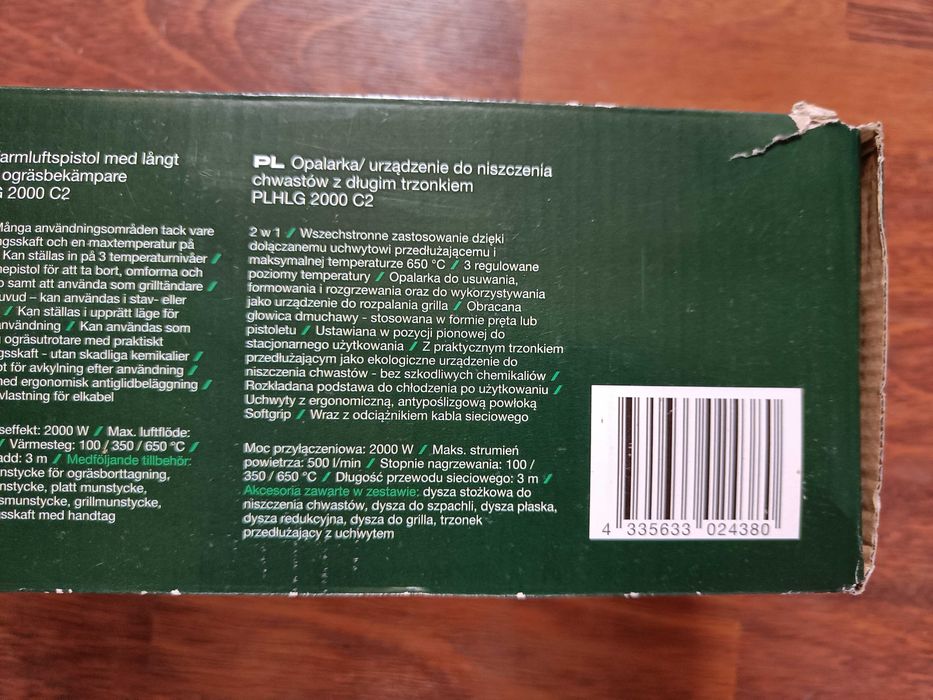 armluftspistol med långt
ogräsbekämpare
2000 C2
Många användningsområden tack vare
ngsskaft och en maxtemperatur på
Kan ställas in på 3 temperaturnivåer //
nepistol för att ta bort, omforma och
o samt att använda som grilltändare //
uvud – kan användas i stav- eller
// Kan ställas i upprätt läge för
användning // Kan användas som
g ogräsutrotare med praktiskt
gsskaft - utan skadliga kemikalier //
öt för avkylning efter användning //
med ergonomisk antiglidbeläggning //
vlastning för elkabel
seffekt: 2000 W // Max. luftflöde:
// Värmesteg: 100 / 350 / 650 °C //
add: 3 m // Medföljande tillbehör:
unstycke för ogräsborttagning,
nstycke, platt munstycke,
smunstycke, grillmunstycke,
gsskaft med handtag
PL Opalarka/ urządzenie do niszczenia
chwastów z długim trzonkiem
PLHLG 2000 C2
2 w 1 // Wszechstronne zastosowanie dzięki
dołączanemu uchwytowi przedłużającemu i
maksymalnej temperaturze 650 °C // 3 regulowane
poziomy temperatury // Opalarka do usuwania,
formowania i rozgrzewania oraz do wykorzystywania
jako urządzenie do rozpalania grilla // Obracana
głowica dmuchawy - stosowana w formie pręta lub
pistoletu // Ustawiana w pozycji pionowej do
stacjonarnego użytkowania // Z praktycznym trzonkiem
przedłużającym jako ekologiczne urządzenie do
niszczenia chwastów - bez szkodliwych chemikaliów //
Rozkładana podstawa do chłodzenia po użytkowaniu //
Uchwyty z ergonomiczną, antypoślizgową powłoką
Softgrip // Wraz z odciążnikiem kabla sieciowego
Moc przyłączeniowa: 2000 W // Maks. strumień
powietrza: 500 l/min // Stopnie nagrzewania: 100 /
350 / 650 °C // Długość przewodu sieciowego: 3 m //
Akcesoria zawarte w zestawie: dysza stożkowa do
niszczenia chwastów, dysza do szpachli, dysza płaska,
dysza redukcyjna, dysza do grilla, trzonek
przedłużający z uchwytem
4 335633 024380